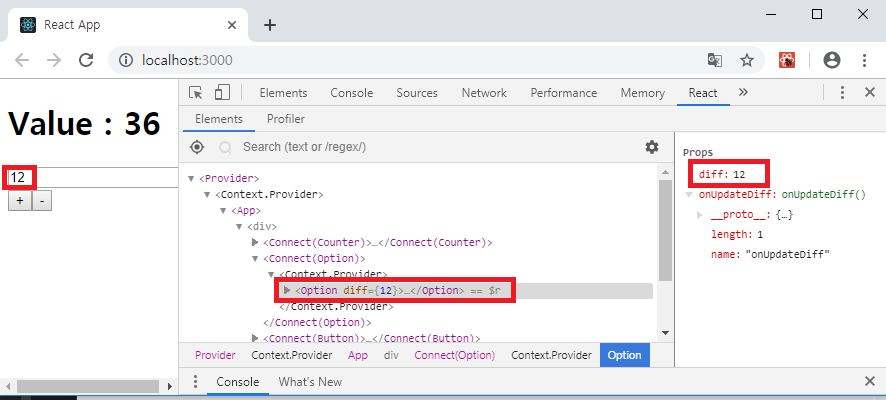 React App
localhost:3000
Value : 36
12
+ -
Elements Console Sources Network Performance Memory React »
Elements Profiler
Search (text or /regex/)
<Provider>
<Context.Provider>
<App>
<div>
<Connect(Counter)>…</Connect(Counter)>
<Connect(Option)>
<Context.Provider>
<Option diff={12}>…</Option> == $r
</Context.Provider>
</Connect(Option)>
<Connect(Button)>…</Connect(Button)>
Provider Context.Provider App div Connect(Option) Context.Provider Option
Props
diff: 12
onUpdateDiff: onUpdateDiff()
__proto__: {…}
length: 1
name: "onUpdateDiff"
Console What's New